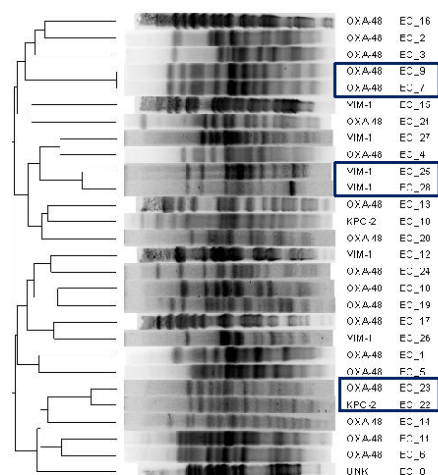 OXA-48 EC_16
OXA-48 EC_2
OXA-48 EC_3
OXA-48 EC_9
OXA-48 EC_7
VIM-1 EC_15
OXA-48 EC_21
VIM-1 EC_27
OXA-48 EC_4
VIM-1 EC_25
VIM-1 EC_28
OXA-48 EC_13
KPC-2 EC_10
OXA-48 EC_20
VIM-1 EC_12
OXA-48 EC_24
EC_10
OXA-48 EC_19
OXA-48 EC_17
VIM-1 EC_26
OXA-48 EC_1
OXA-48 EC_5
OXA-48 EC_23
KPC-2 EC_22
OXA-48
OXA-48 EC_11
OXA-48 EC_6
UNK